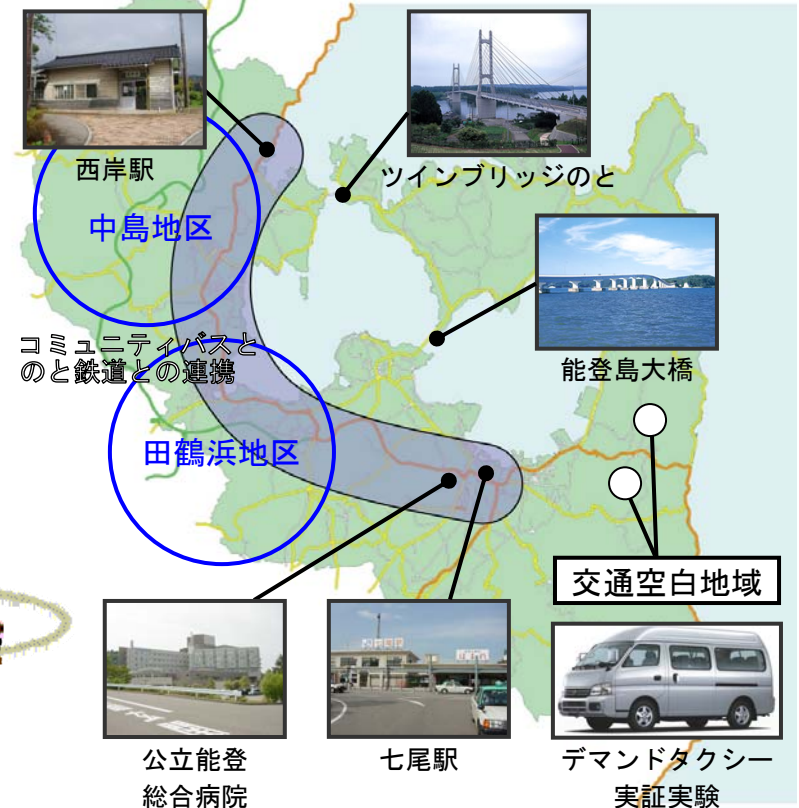 西岸駅
ツインブリッジのと
中島地区
コミュニティバスと
のと鉄道との連携
能登島大橋
田鶴浜地区
交通空白地域
公立能登
総合病院
七尾駅
デマンドタクシー
実証実験